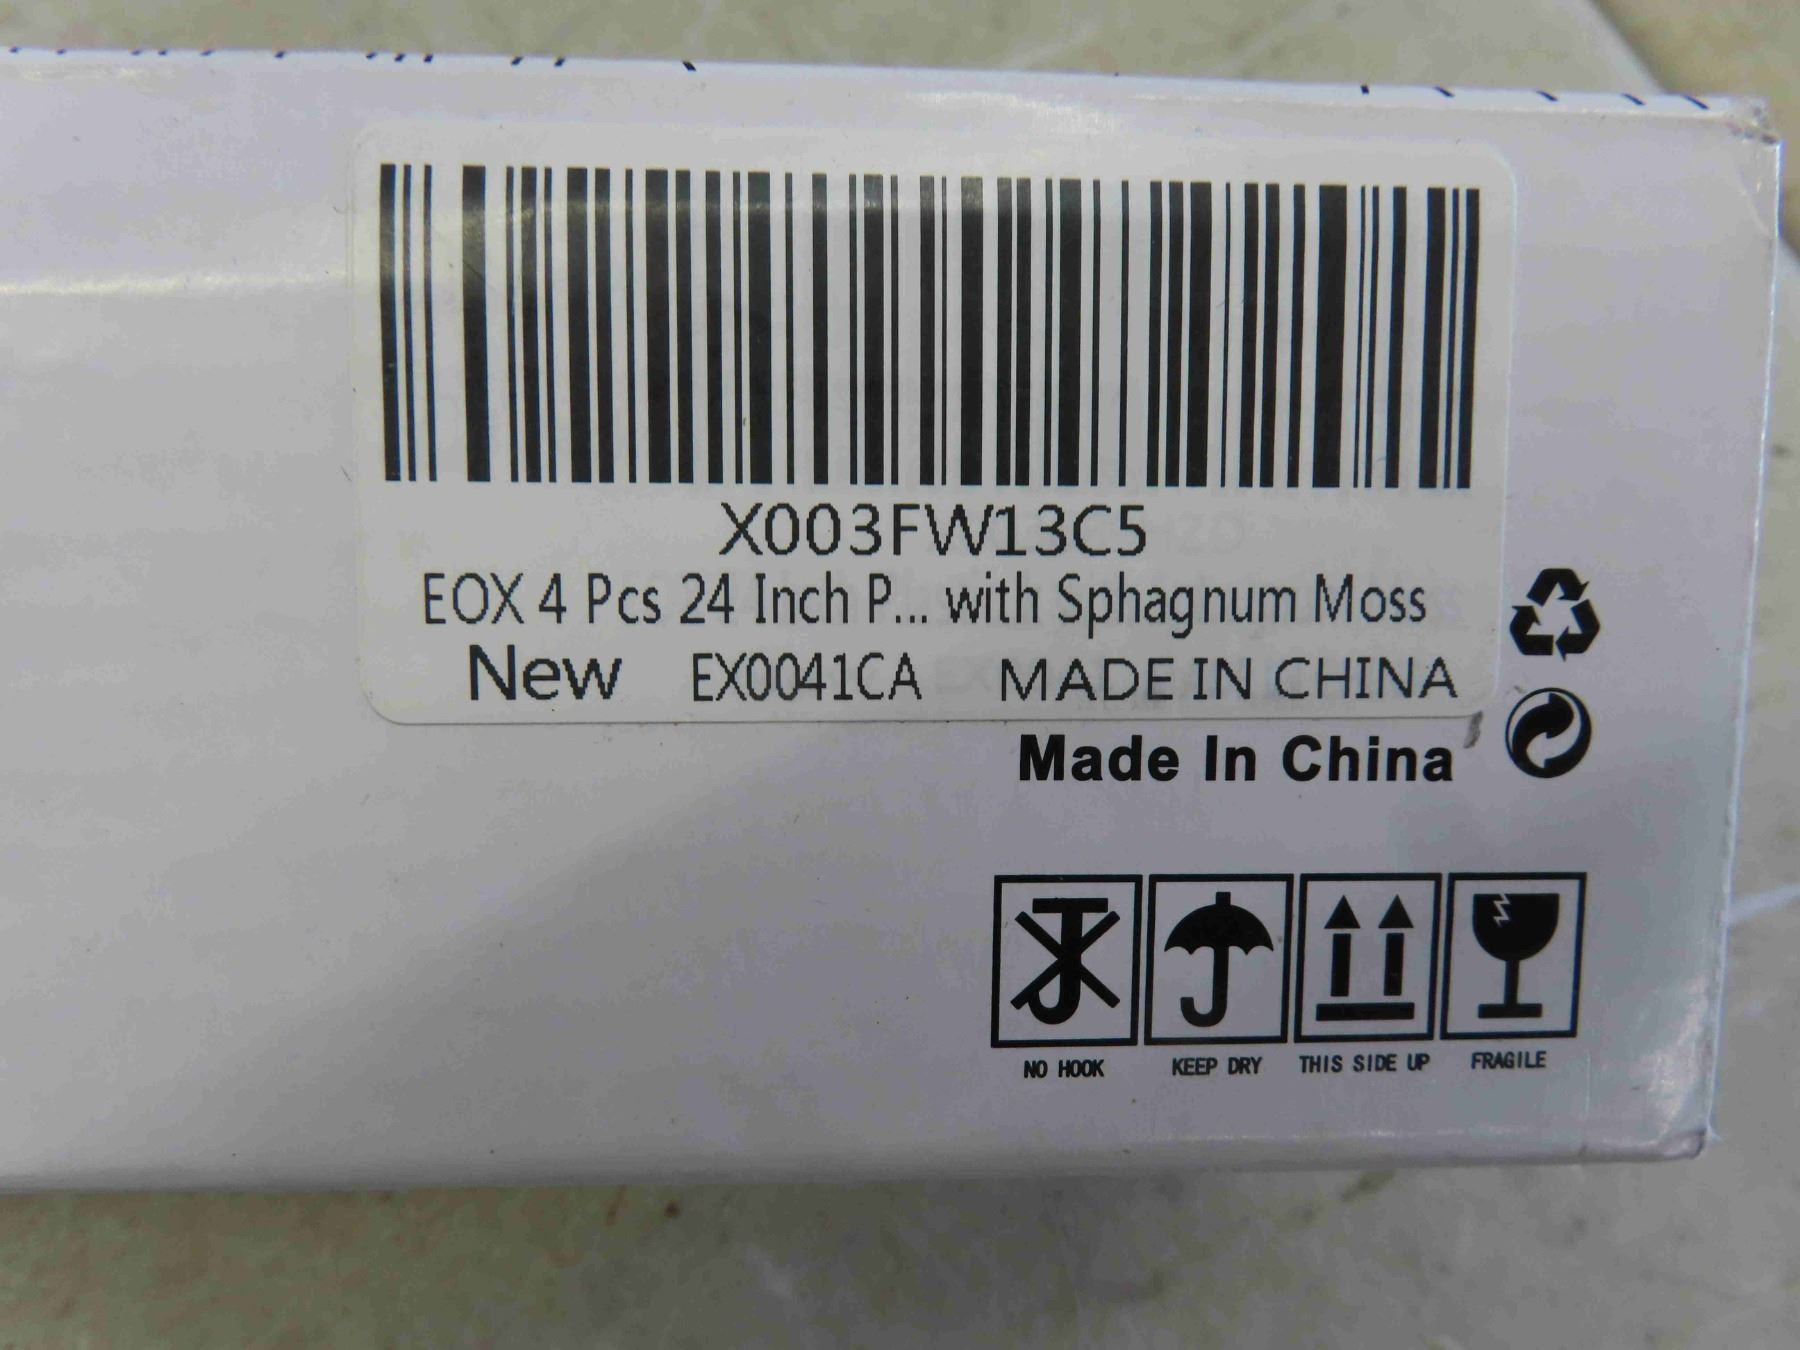 X003FW13C5
EOX 4 Pcs 24 Inch P... with Sphagnum Moss
New EX0041CA MADE IN CHINA
Made In China
NO HOOK KEEP DRY THIS SIDE UP FRAGILE